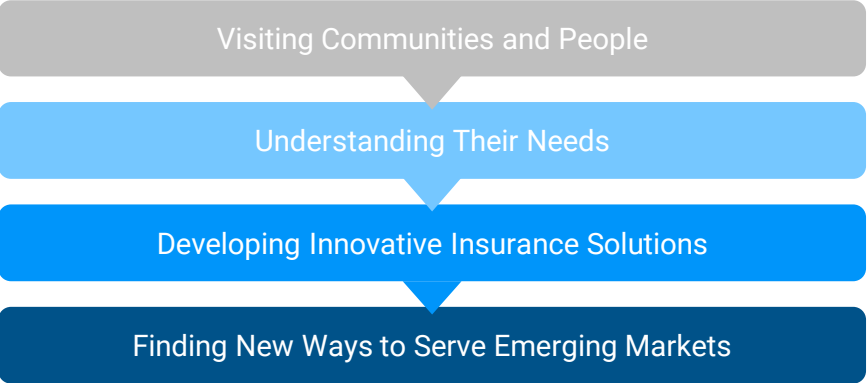 Visiting Communities and People
Understanding Their Needs
Developing Innovative Insurance Solutions
Finding New Ways to Serve Emerging Markets